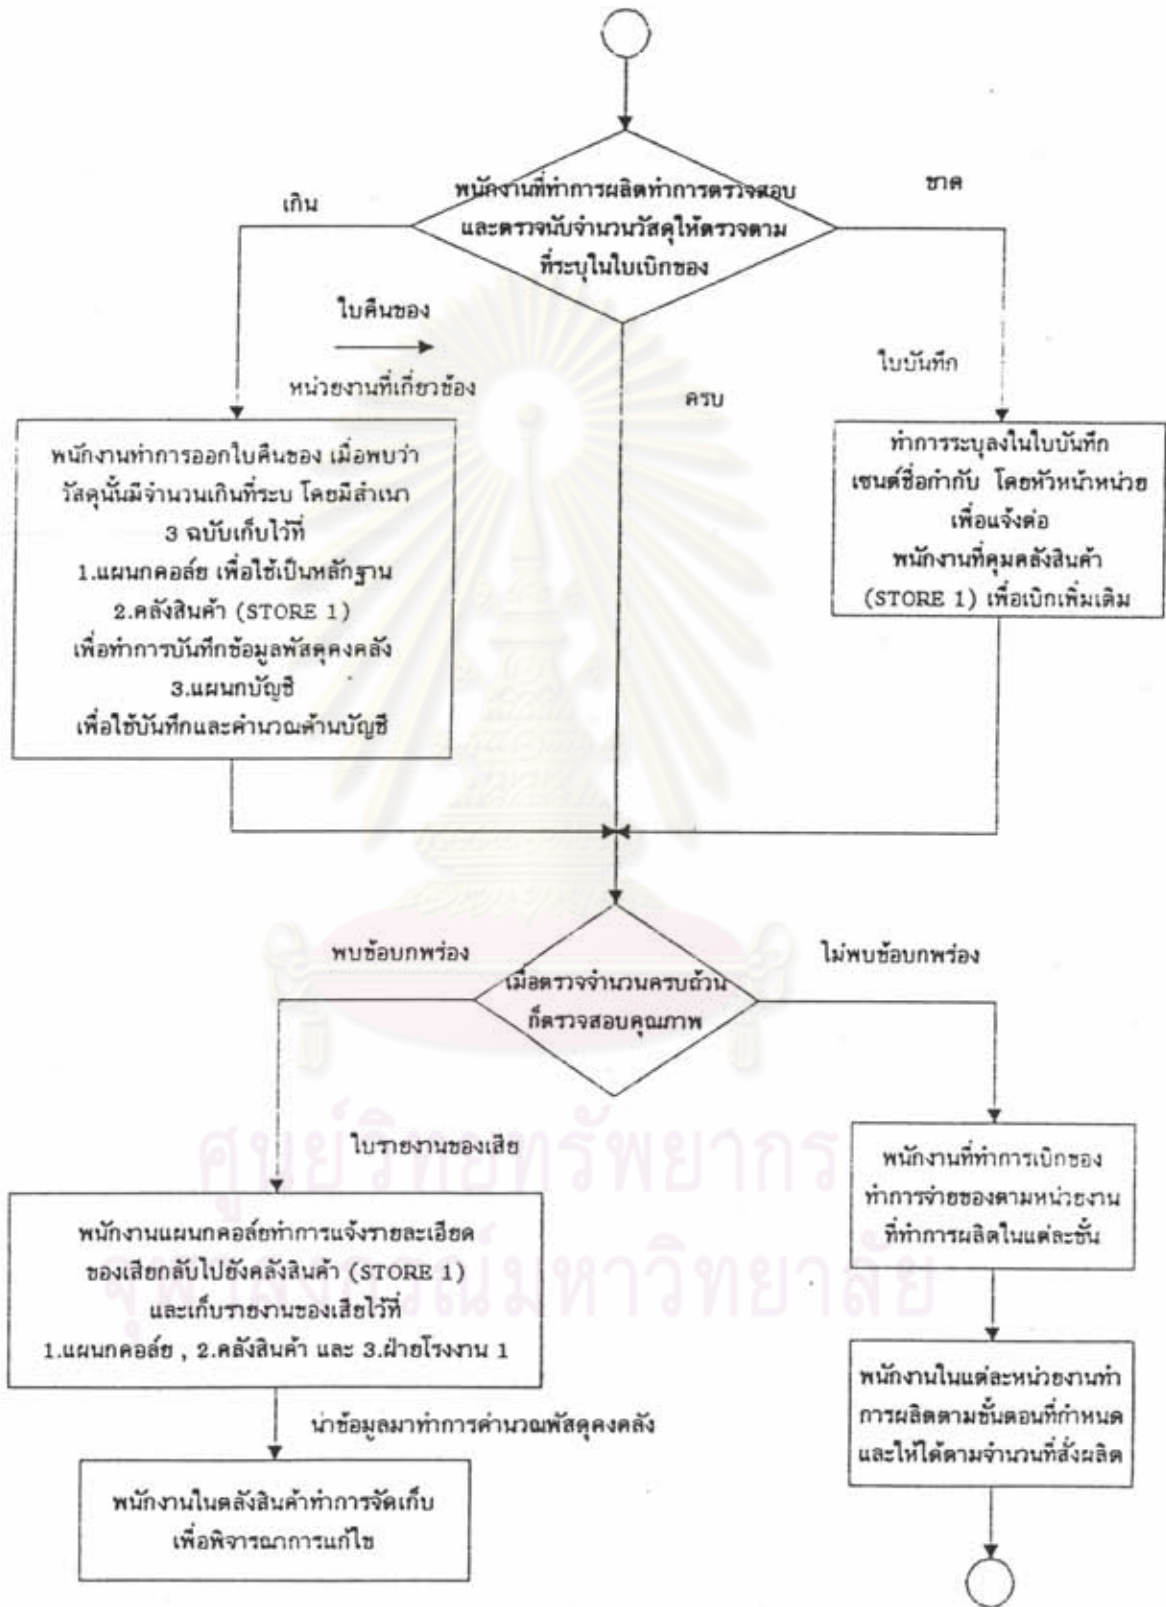 พนักงานที่ทำการผลิตทำการตรวจสอบ
และตรวจนับจำนวนวัสดุให้ตรวจตาม
ที่ระบุในใบเบิกของ
เกิน
ขาด
ใบคืนของ
หน่วยงานที่เกี่ยวข้อง
ครบ
ใบบันทึก
พนักงานทำการออกใบคืนของ เมื่อพบว่า
วัสดุนั้นมีจำนวนเกินที่ระบ โดยมีสำเนา
3 ฉบับเก็บไว้ที่
1.แผนกคอล์ย เพื่อใช้เป็นหลักฐาน
2.คลังสินค้า (STORE 1)
เพื่อทำการบันทึกข้อมูลพัสดุคงคลัง
3.แผนกบัญชี
เพื่อใช้บันทึกและคำนวณด้านบัญชี
ทำการระบุลงในใบบันทึก
เซนต์ชื่อกำกับ โดยหัวหน้าหน่วย
เพื่อแจ้งต่อ
พนักงานที่คุมคลังสินค้า
(STORE 1) เพื่อเบิกเพิ่มเติม
พบข้อบกพร่อง
ไม่พบข้อบกพร่อง
เมื่อตรวจจำนวนครบถ้วน
ก็ตรวจสอบคุณภาพ
ใบรายงานของเสีย
พนักงานแผนกคอล์ยทำการแจ้งรายละเอียด
ของเสียกลับไปยังคลังสินค้า (STORE 1)
และเก็บรายงานของเสียไว้ที่
1.แผนกคอล์ย , 2.คลังสินค้า และ 3.ฝ่ายโรงงาน 1
นำข้อมูลมาทำการคำนวณพัสดุคงคลัง
พนักงานในคลังสินค้าทำการจัดเก็บ
เพื่อพิจารณาการแก้ไข
พนักงานที่ทำการเบิกของ
ทำการจ่ายของตามหน่วยงาน
ที่ทำการผลิตในแต่ละชั้น
พนักงานในแต่ละหน่วยงานทำ
การผลิตตามขั้นตอนที่กำหนด
และให้ได้ตามจำนวนที่สั่งผลิต
ศูนย์วิทยทรัพยากร
จุฬาลงกรณ์มหาวิทยาลัย